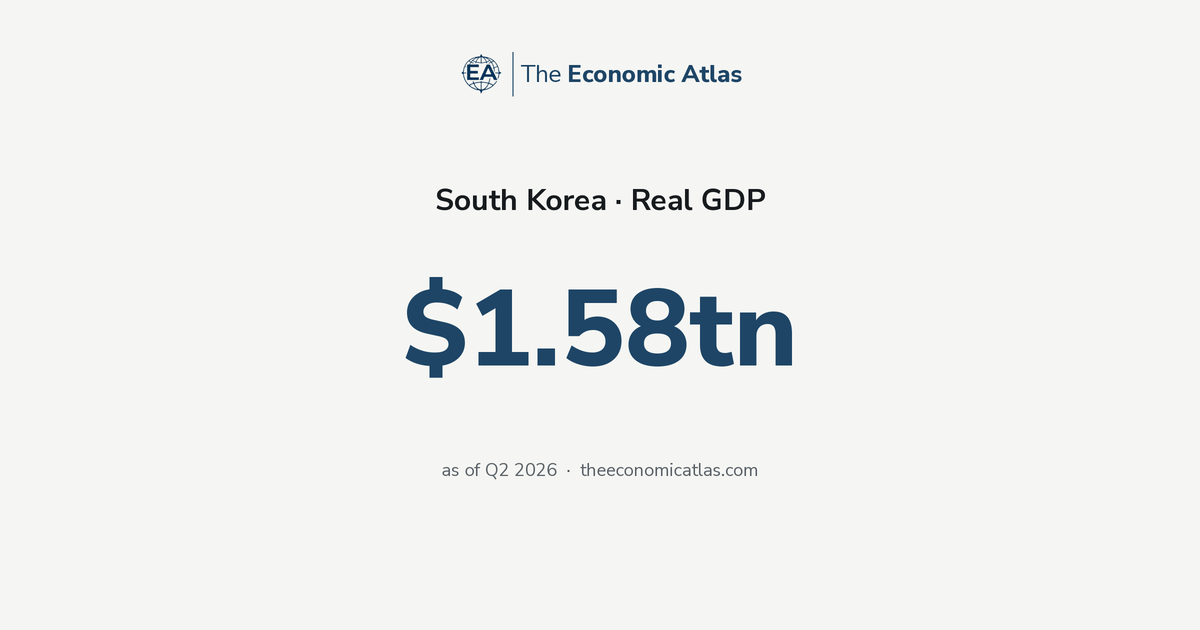 EA The Economic Atlas
South Korea · Real GDP
$1.58tn
as of Q2 2026 · theeconomicatlas.com